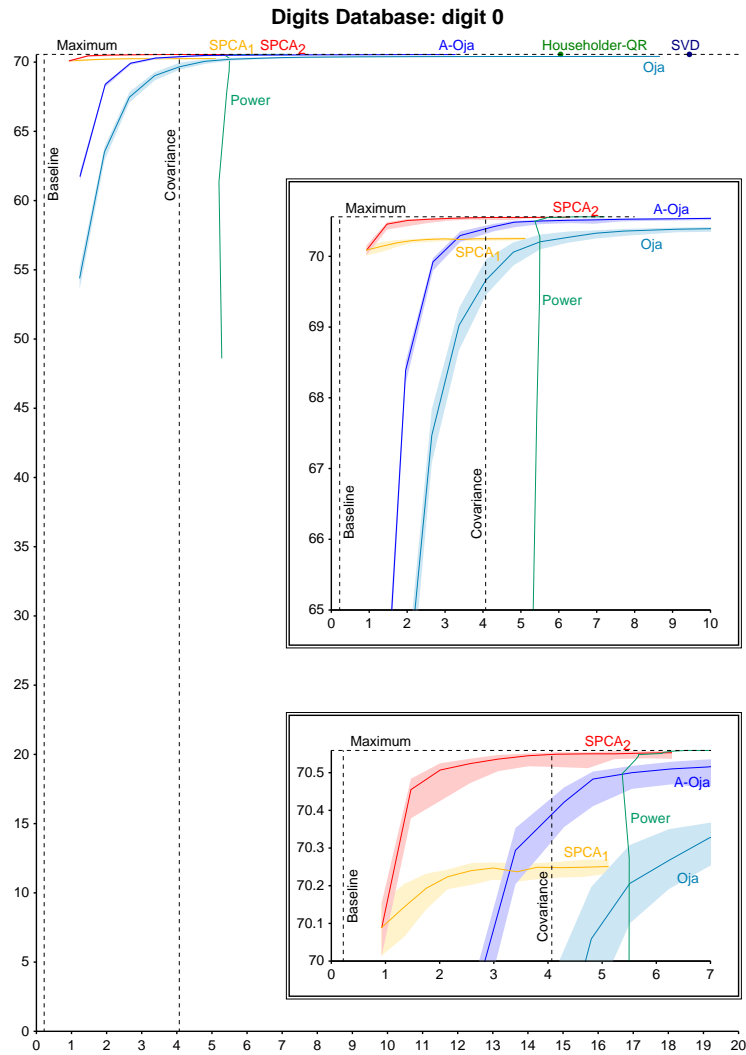 Digits Database: digit 0
Maximum
SPCA1
SPCA2
A-Oja
Householder-QR
SVD
Oja
Power
Baseline
Covariance
70
65
60
55
50
45
40
35
30
25
20
15
10
5
0
0 1 2 3 4 5 6 7 8 9 10 11 12 13 14 15 16 17 18 19 20
Maximum
SPCA2
A-Oja
Oja
SPCA1
Power
Baseline
Covariance
70
69
68
67
66
65
0 1 2 3 4 5 6 7 8 9 10
Maximum
SPCA2
A-Oja
Power
SPCA1
Oja
Baseline
Covariance
70.5
70.4
70.3
70.2
70.1
70
0 1 2 3 4 5 6 7